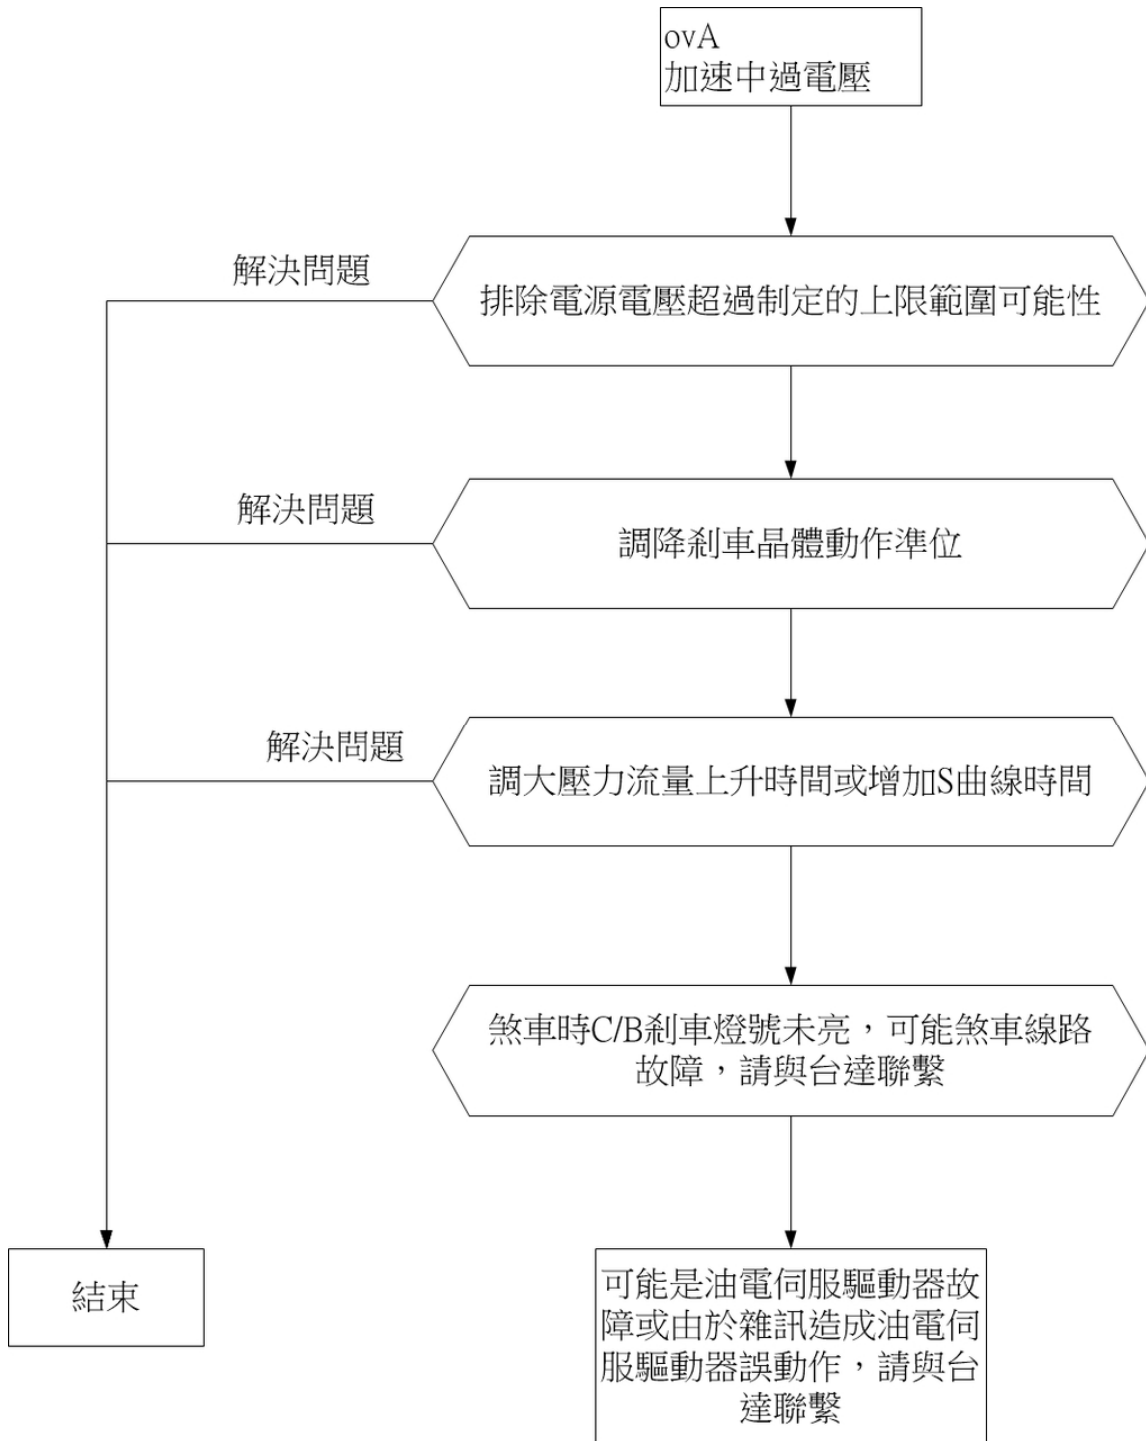 ovA
加速中過電壓
解決問題
排除電源電壓超過制定的上限範圍可能性
解決問題
調降剎車晶體動作準位
解決問題
調大壓力流量上升時間或增加S曲線時間
煞車時C/B剎車燈號未亮，可能煞車線路
故障，請與台達聯繫
結束
可能是油電伺服驅動器故
障或由於雜訊造成油電伺
服驅動器誤動作，請與台
達聯繫